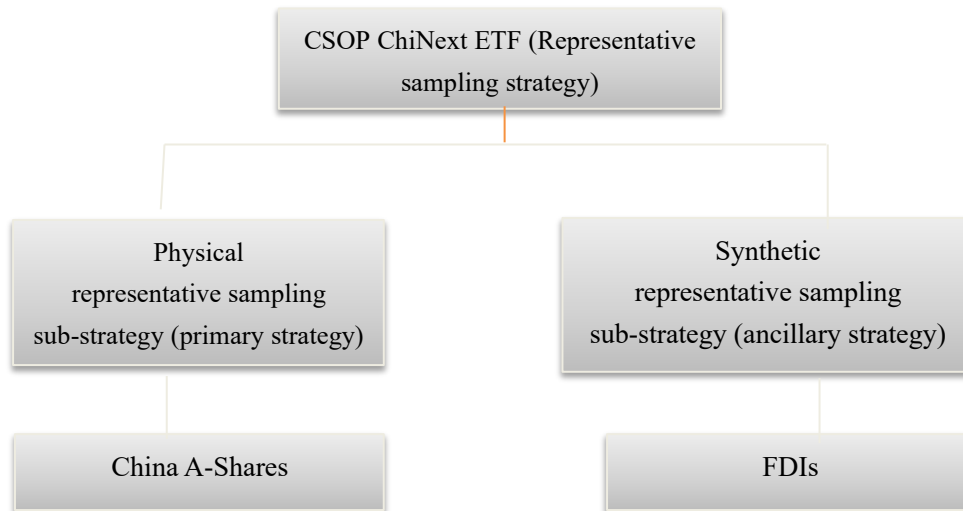 CSOP ChiNext ETF (Representative
sampling strategy)
Physical
representative sampling
sub-strategy (primary strategy)
Synthetic
representative sampling
sub-strategy (ancillary strategy)
China A-Shares
FDIs